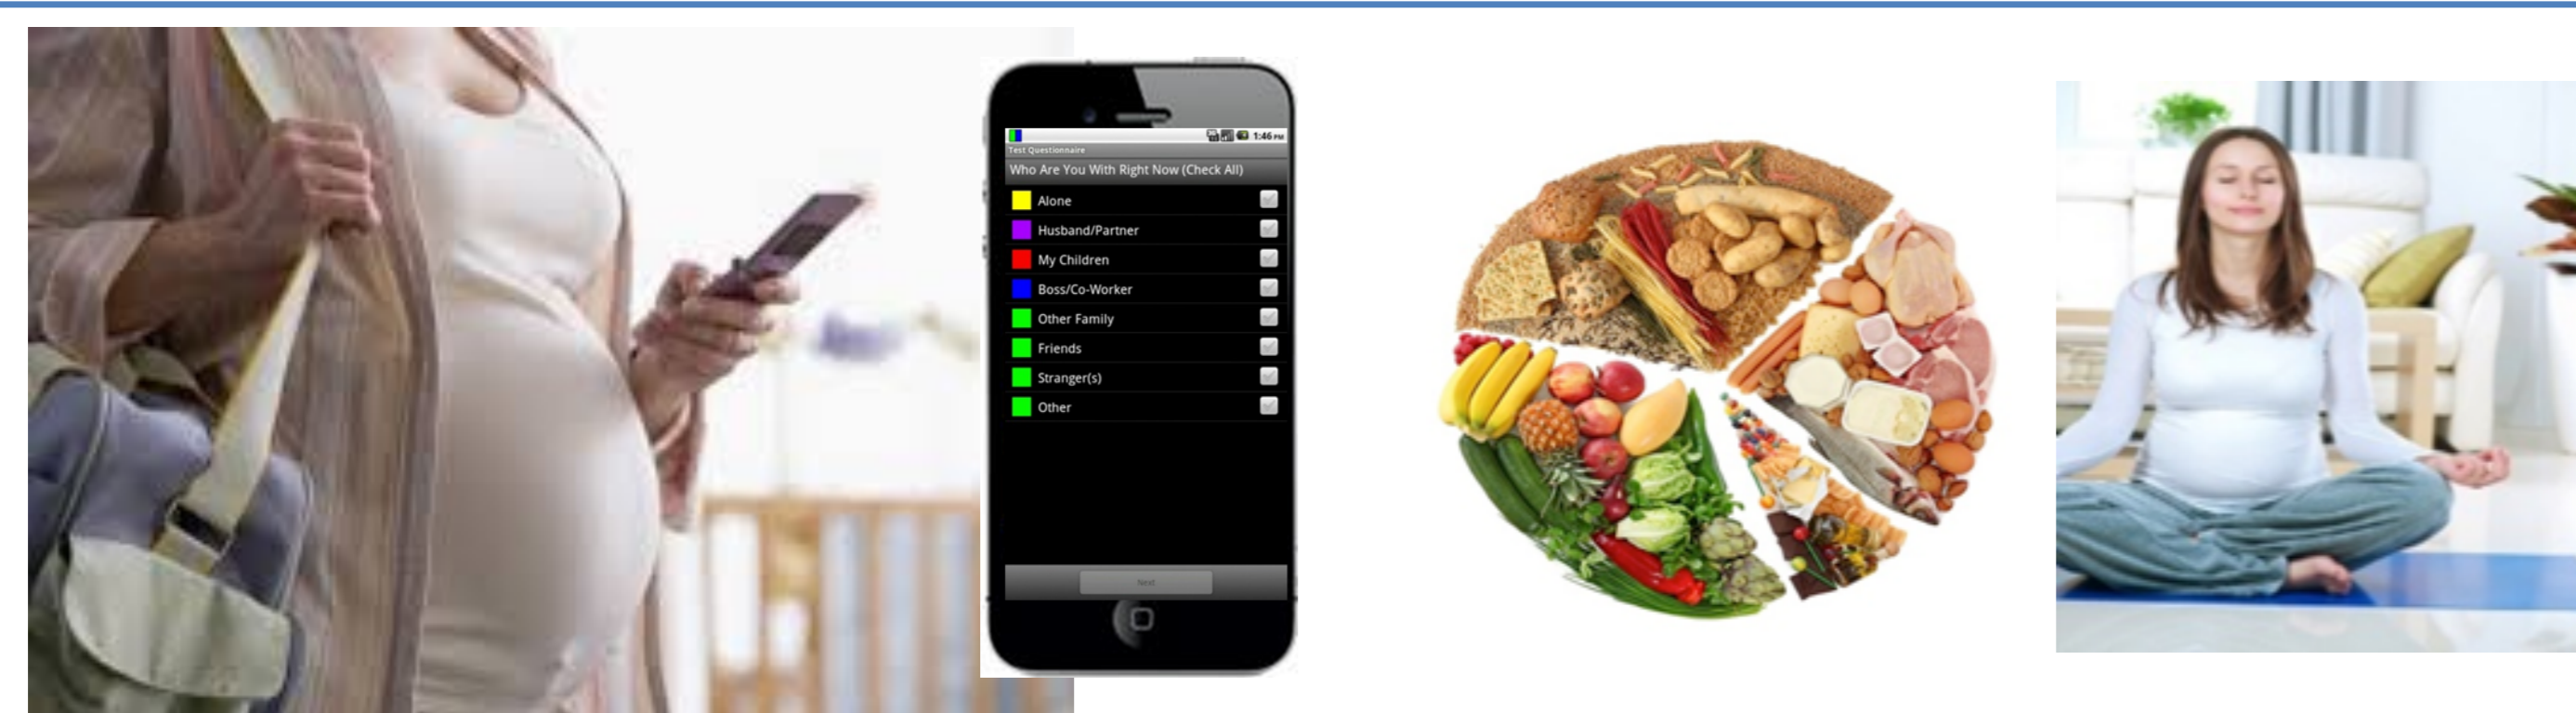 1:46 PM
Test Questionnaire
Who Are You With Right Now (Check All)
Alone
Husband/Partner
My Children
Boss/Co-Worker
Other Family
Friends
Stranger(s)
Other
Next